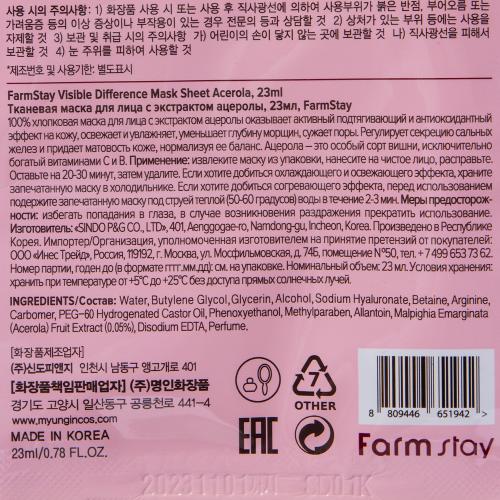 사용 시의 주의사항: 1) 화장품 사용 시 또는 사용 후 직사광선에 의하여 사용부위가 붉은 반점, 부어오름 또는
가려움증 등의 이상 증상이나 부작용이 있는 경우 전문의 등과 상담할 것 2) 상처가 있는 부위 등에는 사용을
자제할 것 3) 보관 및 취급 시의 주의사항 가) 어린이의 손이 닿지 않는 곳에 보관할 것 나) 직사광선을 피해서
보관할 것 4) 눈 주위를 피하여 사용할 것
*제조번호 및 사용기한: 별도표시
FarmStay Visible Difference Mask Sheet Acerola, 23ml
Тканевая маска для лица с экстрактом ацеролы, 23мл, FarmStay
100% хлопковая маска для лица с экстрактом ацеролы оказывает активный подтягивающий и антиоксидантный
эффект на кожу, освежает и увлажняет, уменьшает глубину морщин, сужает поры. Регулирует секрецию сальных
желез и придает матовость коже, нормализуя ее баланс. Ацерола – это особый сорт вишни, исключительно
богатый витаминами С и В. Применение: извлеките маску из упаковки, нанесите на чистое лицо, расправьте.
Оставьте на 20-30 минут, затем удалите. Если хотите добиться охлаждающего и освежающего эффекта, храните
запечатанную маску в холодильнике. Если хотите добиться согревающего эффекта, перед использованием
подержите запечатанную маску под струей теплой (50-60 градусов) воды в течение 2-3 мин. Меры предосторож-
ности: избегать попадания в глаза, в случае возникновения раздражения прекратить использование.
Изготовитель: «SINDO P&G CO., LTD», 401, Aenggogae-ro, Namdong-gu, Incheon, Korea. Произведено в Республике
Корея. Импортер/Организация, уполномоченная изготовителем на принятие претензий от покупателей:
ООО «Инес Трейд», Россия, 119192, г. Москва, ул. Мосфильмовская, д. 74Б, помещение N°50, тел. +7 499 653 73 62.
Номер партии, годен до (в формате гггг.мм.дд): см. на упаковке. Номинальный объем: 23 мл. Условия хранения:
хранить при температуре от +5°С до +25°С без доступа прямых солнечных лучей.
INGREDIENTS/Состав: Water, Butylene Glycol, Glycerin, Alcohol, Sodium Hyaluronate, Betaine, Arginine,
Carbomer, PEG-60 Hydrogenated Castor Oil, Phenoxyethanol, Methylparaben, Allantoin, Malpighia Emarginata
(Acerola) Fruit Extract (0.05%), Disodium EDTA, Perfume.
[화장품제조업자]
(주)신도피앤지 인천시 남동구 앵고개로 401
[화장품책임판매업자] (주)명인화장품
경기도 고양시 일산동구 공릉천로 441-4
www.myungincos.com
MADE IN KOREA
23ml/0.78 FL.OZ.
7
OTHER
EAC
8 809446 651942 >
Farm stay